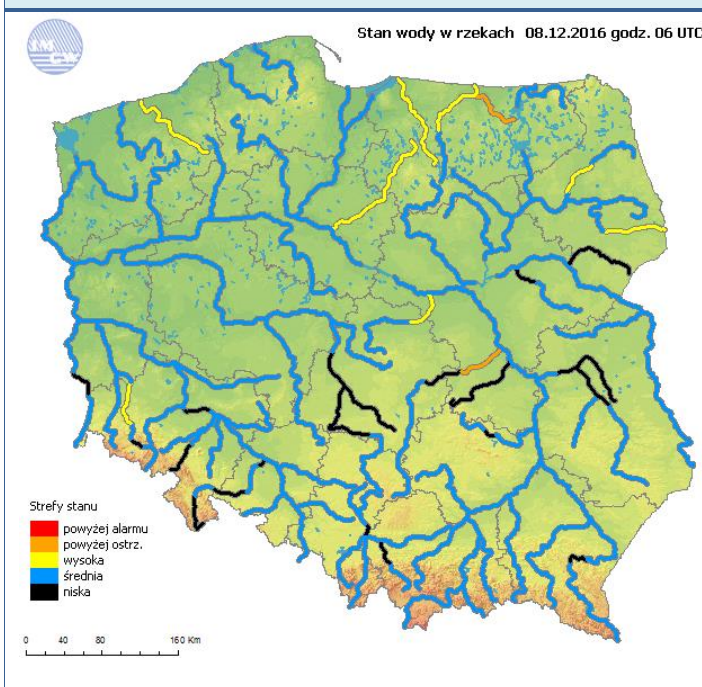 Stan wody w rzekach 08.12.2016 godz. 06 UTC
Strefy stanu
powyżej alarmu
powyżej ostrz.
wysoka
średnia
niska
0 40 80 160 Km